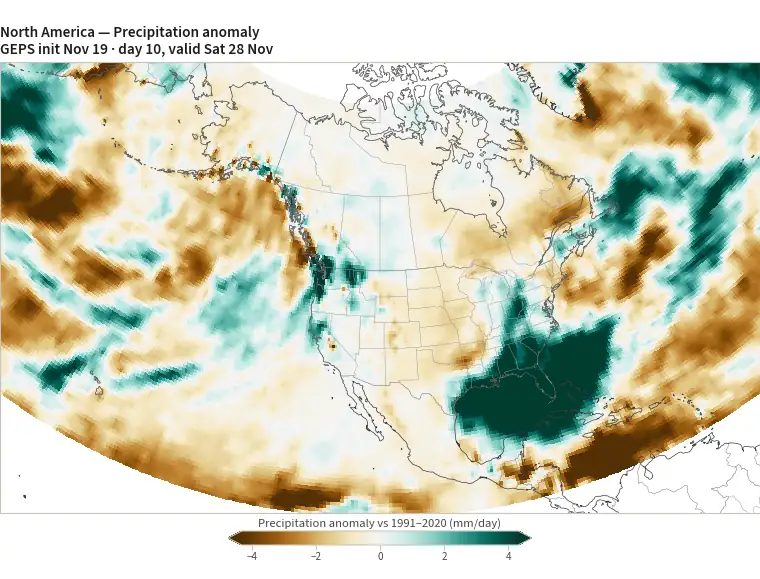 North America — Precipitation anomaly
GEPS init Nov 19 · day 10, valid Sat 28 Nov
Precipitation anomaly vs 1991–2020 (mm/day)
−4 −2 0 2 4